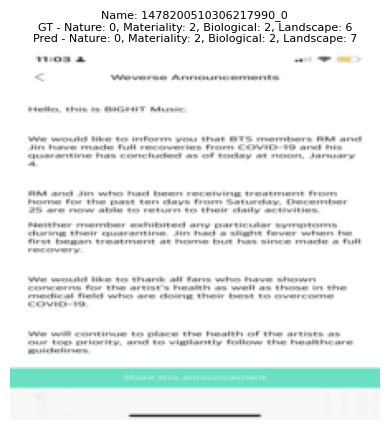 Name: 1478200510306217990_0
GT - Nature: 0, Materiality: 2, Biological: 2, Landscape: 6
Pred - Nature: 0, Materiality: 2, Biological: 2, Landscape: 7
11:03
Weverse Announcements
Hello, this is BIGHIT Music.
We would like to inform you that BTS members RM and
Jin have made full recoveries from COVID-19 and his
quarantine has concluded as of today at noon, January
4.
RM and Jin who had been receiving treatment from
home for the past ten days from Saturday, December
25 are now able to return to their daily activities.
Neither member exhibited any particular symptoms
during their quarantine. Jin had a slight fever when he
first began treatment at home but has since made a full
recovery.
We would like to thank all fans who have shown
concerns for the artist's health as well as those in the
medical field who are doing their best to overcome
COVID-19.
We will continue to place the health of the artists as
our top priority, and to vigilantly follow the healthcare
guidelines.
Share this announcement